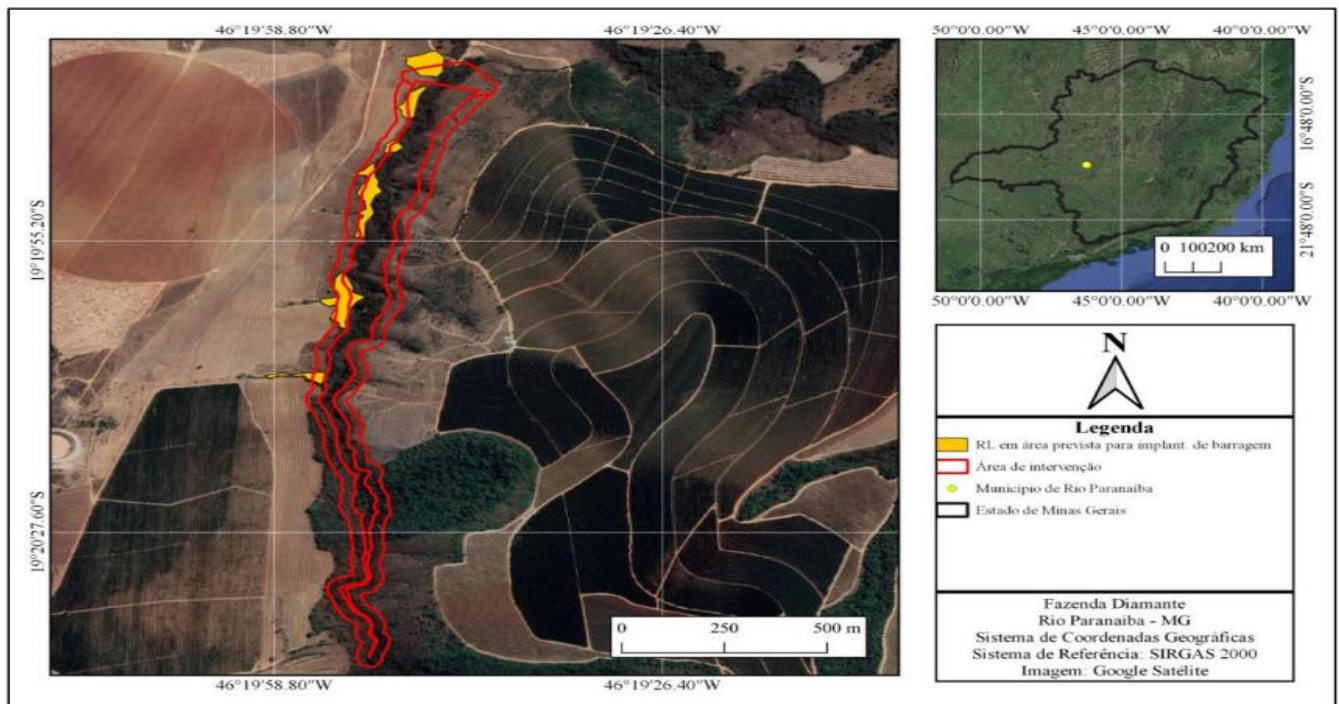 46°19'58.80"W
46°19'26.40"W
19°19'55.20"S
19°20'27.60"S
0 250 500 m
46°19'58.80"W
46°19'26.40"W
50°0'0.00"W
45°0'0.00"W
40°0'0.00"W
16°48'0.00"S
21°48'0.00"S
0 100200 km
50°0'0.00"W
45°0'0.00"W
40°0'0.00"W
N
Legenda
RL em área prevista para implant. de barragem
Área de intervenção
Município de Rio Paranaíba
Estado de Minas Gerais
Fazenda Diamante
Rio Paranaíba - MG
Sistema de Coordenadas Geográficas
Sistema de Referência: SIRGAS 2000
Imagem: Google Satélite